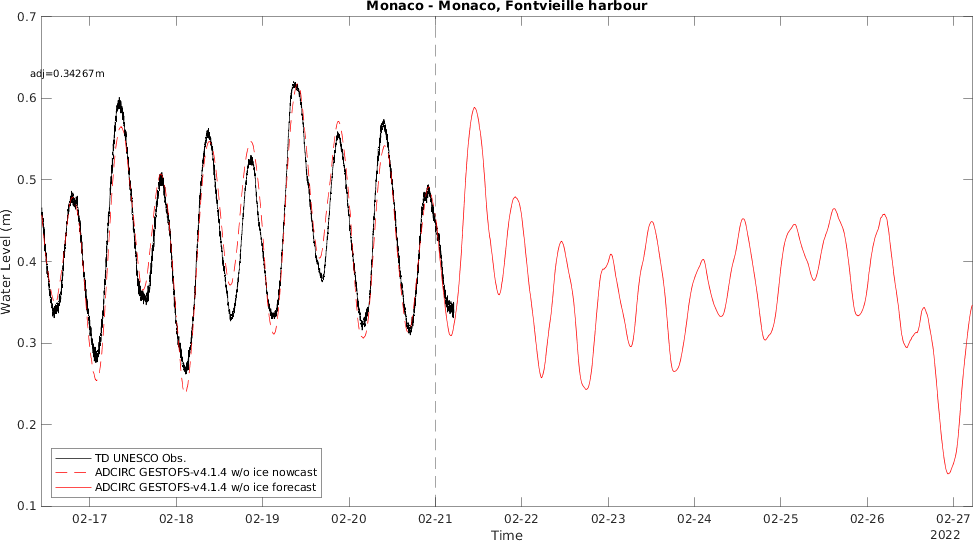 Monaco - Monaco, Fontvieille harbour
adj=0.34267m
0.7
0.6
0.5
0.4
0.3
0.2
0.1
Water Level (m)
TD UNESCO Obs.
ADCIRC GESTOFS-v4.1.4 w/o ice nowcast
ADCIRC GESTOFS-v4.1.4 w/o ice forecast
02-17 02-18 02-19 02-20 02-21 02-22 02-23 02-24 02-25 02-26 02-27
2022
Time